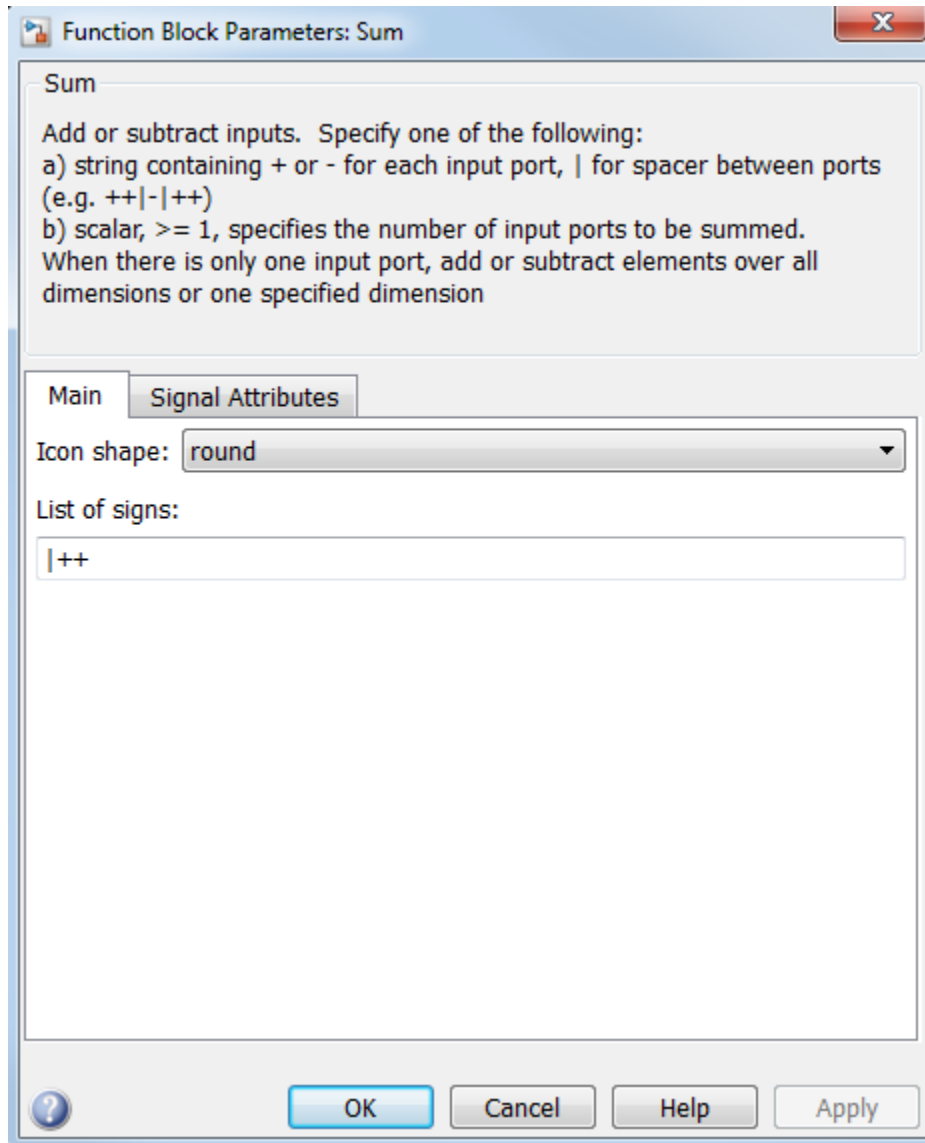 Function Block Parameters: Sum
x
Sum
Add or subtract inputs.  Specify one of the following:
a) string containing + or - for each input port, | for spacer between ports
(e.g. ++|-|++)
b) scalar, >= 1, specifies the number of input ports to be summed.
When there is only one input port, add or subtract elements over all
dimensions or one specified dimension
Main Signal Attributes
Icon shape: round
List of signs:
|++
? OK Cancel Help Apply